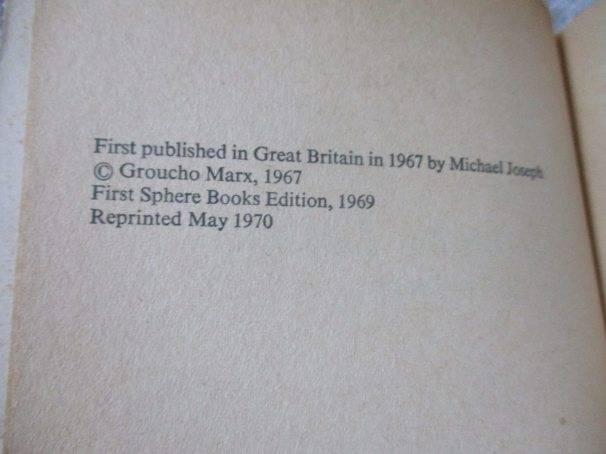 First published in Great Britain in 1967 by Michael Joseph
© Groucho Marx, 1967
First Sphere Books Edition, 1969
Reprinted May 1970